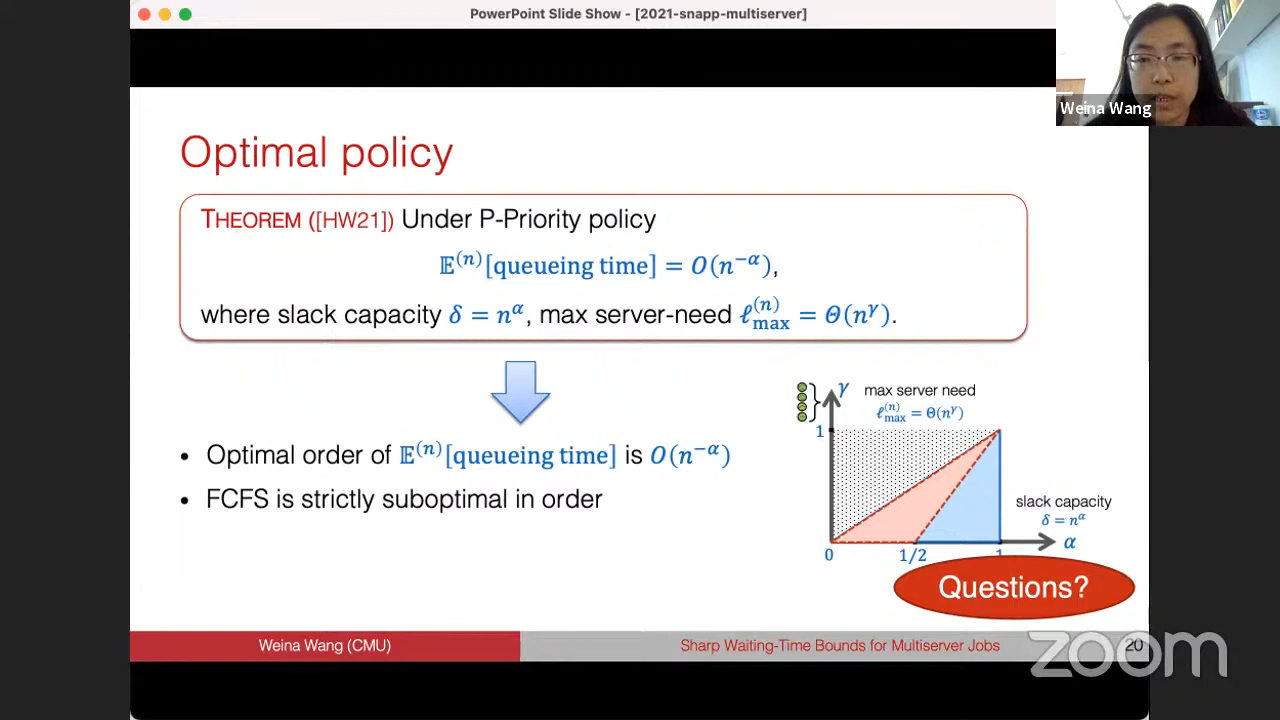 PowerPoint Slide Show - [2021-snapp-multiserver]
Weina Wang
Optimal policy
THEOREM ([HW21]) Under P-Priority policy
𝔼⁽ⁿ⁾[queueing time] = O(n^{-α}),
where slack capacity δ = n^α, max server-need ℓ_max^{(n)} = Θ(n^γ).
• Optimal order of 𝔼⁽ⁿ⁾[queueing time] is O(n^{-α})
• FCFS is strictly suboptimal in order
γ max server need
ℓ_max^{(n)} = Θ(n^γ)
1
slack capacity
δ = n^α
α
0 1/2 1
Questions?
Weina Wang (CMU)
Sharp Waiting-Time Bounds for Multiserver Jobs
20
zoom